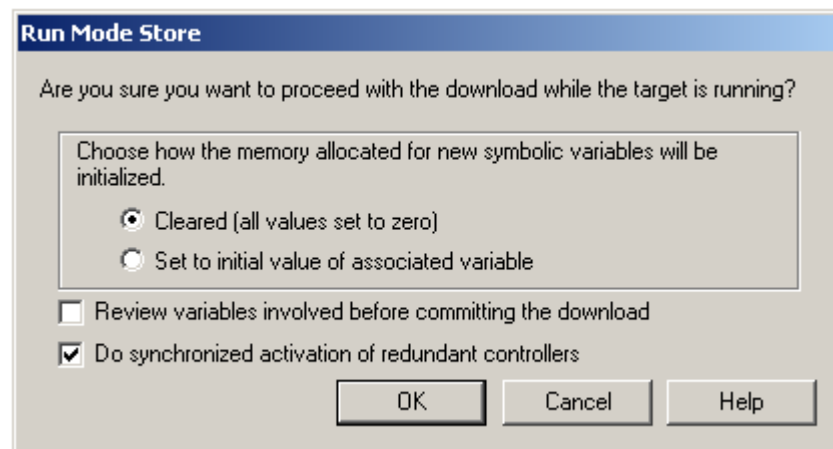 Run Mode Store
Are you sure you want to proceed with the download while the target is running?
Choose how the memory allocated for new symbolic variables will be
initialized.
Cleared (all values set to zero)
Set to initial value of associated variable
Review variables involved before committing the download
Do synchronized activation of redundant controllers
OK Cancel Help